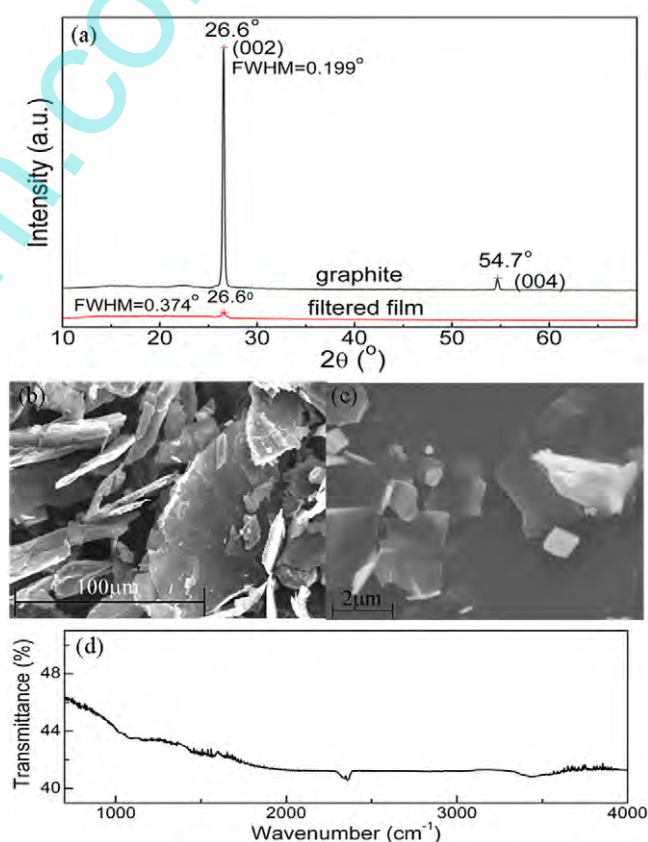 (a)
26.6°
(002)
FWHM=0.199°
Intensity (a.u.)
54.7°
graphite
(004)
FWHM=0.374°
26.6°
filtered film
10
20
30
40
50
60
2θ (°)
(b)
(c)
100μm
2μm
(d)
Transmittance (%)
48
44
40
1000
2000
3000
4000
Wavenumber (cm⁻¹)
m.co